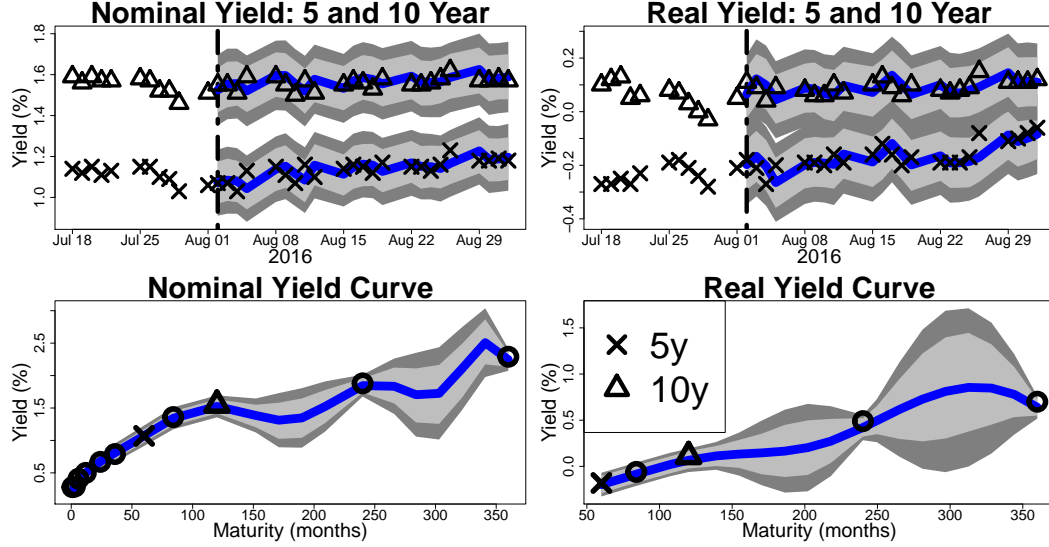 Nominal Yield: 5 and 10 Year
Yield (%)
1.8
1.6
1.4
1.2
1.0
Jul 18 Jul 25 Aug 01 Aug 08 Aug 15 Aug 22 Aug 29
2016
Real Yield: 5 and 10 Year
Yield (%)
0.2
0.0
−0.2
−0.4
Jul 18 Jul 25 Aug 01 Aug 08 Aug 15 Aug 22 Aug 29
2016
Nominal Yield Curve
Yield (%)
2.5
1.5
0.5
0 50 100 150 200 250 300 350
Maturity (months)
Real Yield Curve
Yield (%)
1.5
1.0
0.5
0.0
5y
10y
50 100 150 200 250 300 350
Maturity (months)